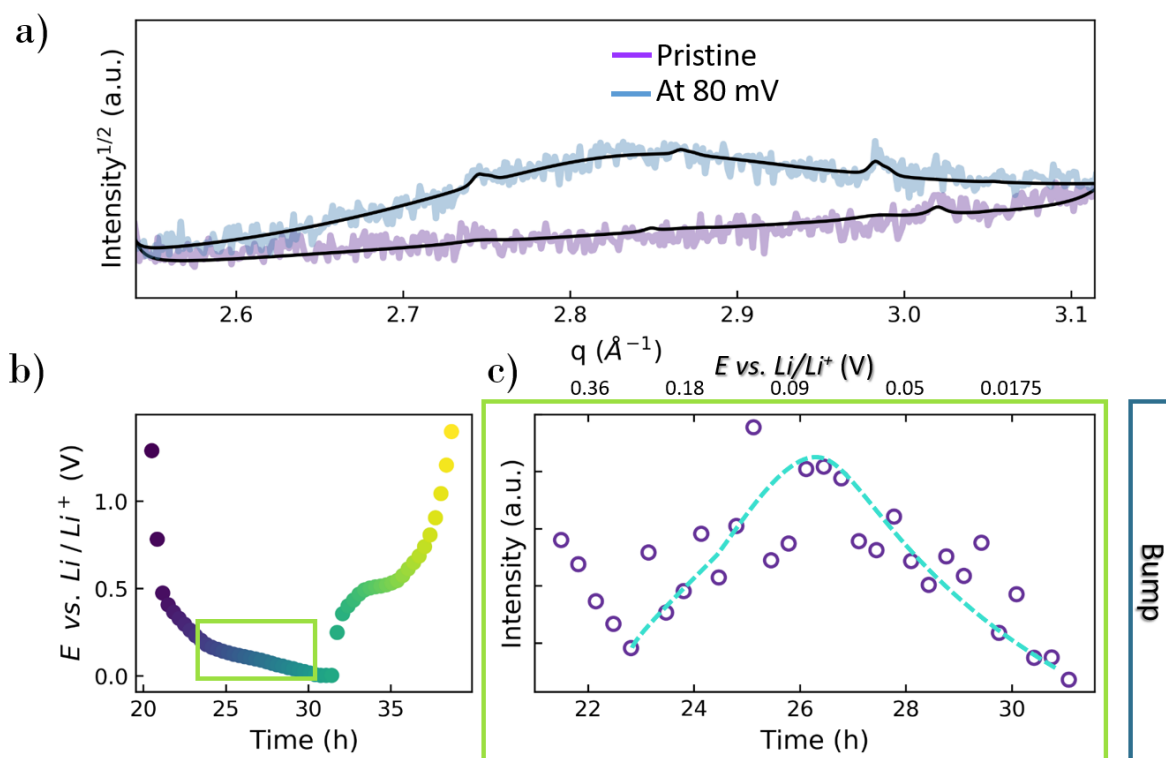 a)
Pristine
At 80 mV
Intensity^1/2 (a.u.)
2.6 2.7 2.8 2.9 3.0 3.1
q (Å⁻¹)
b)
E vs. Li/Li⁺ (V)
1.0
0.5
0.0
20 25 30 35
Time (h)
c)
E vs. Li/Li⁺ (V)
0.36 0.18 0.09 0.05 0.0175
Intensity (a.u.)
22 24 26 28 30
Time (h)
Bump